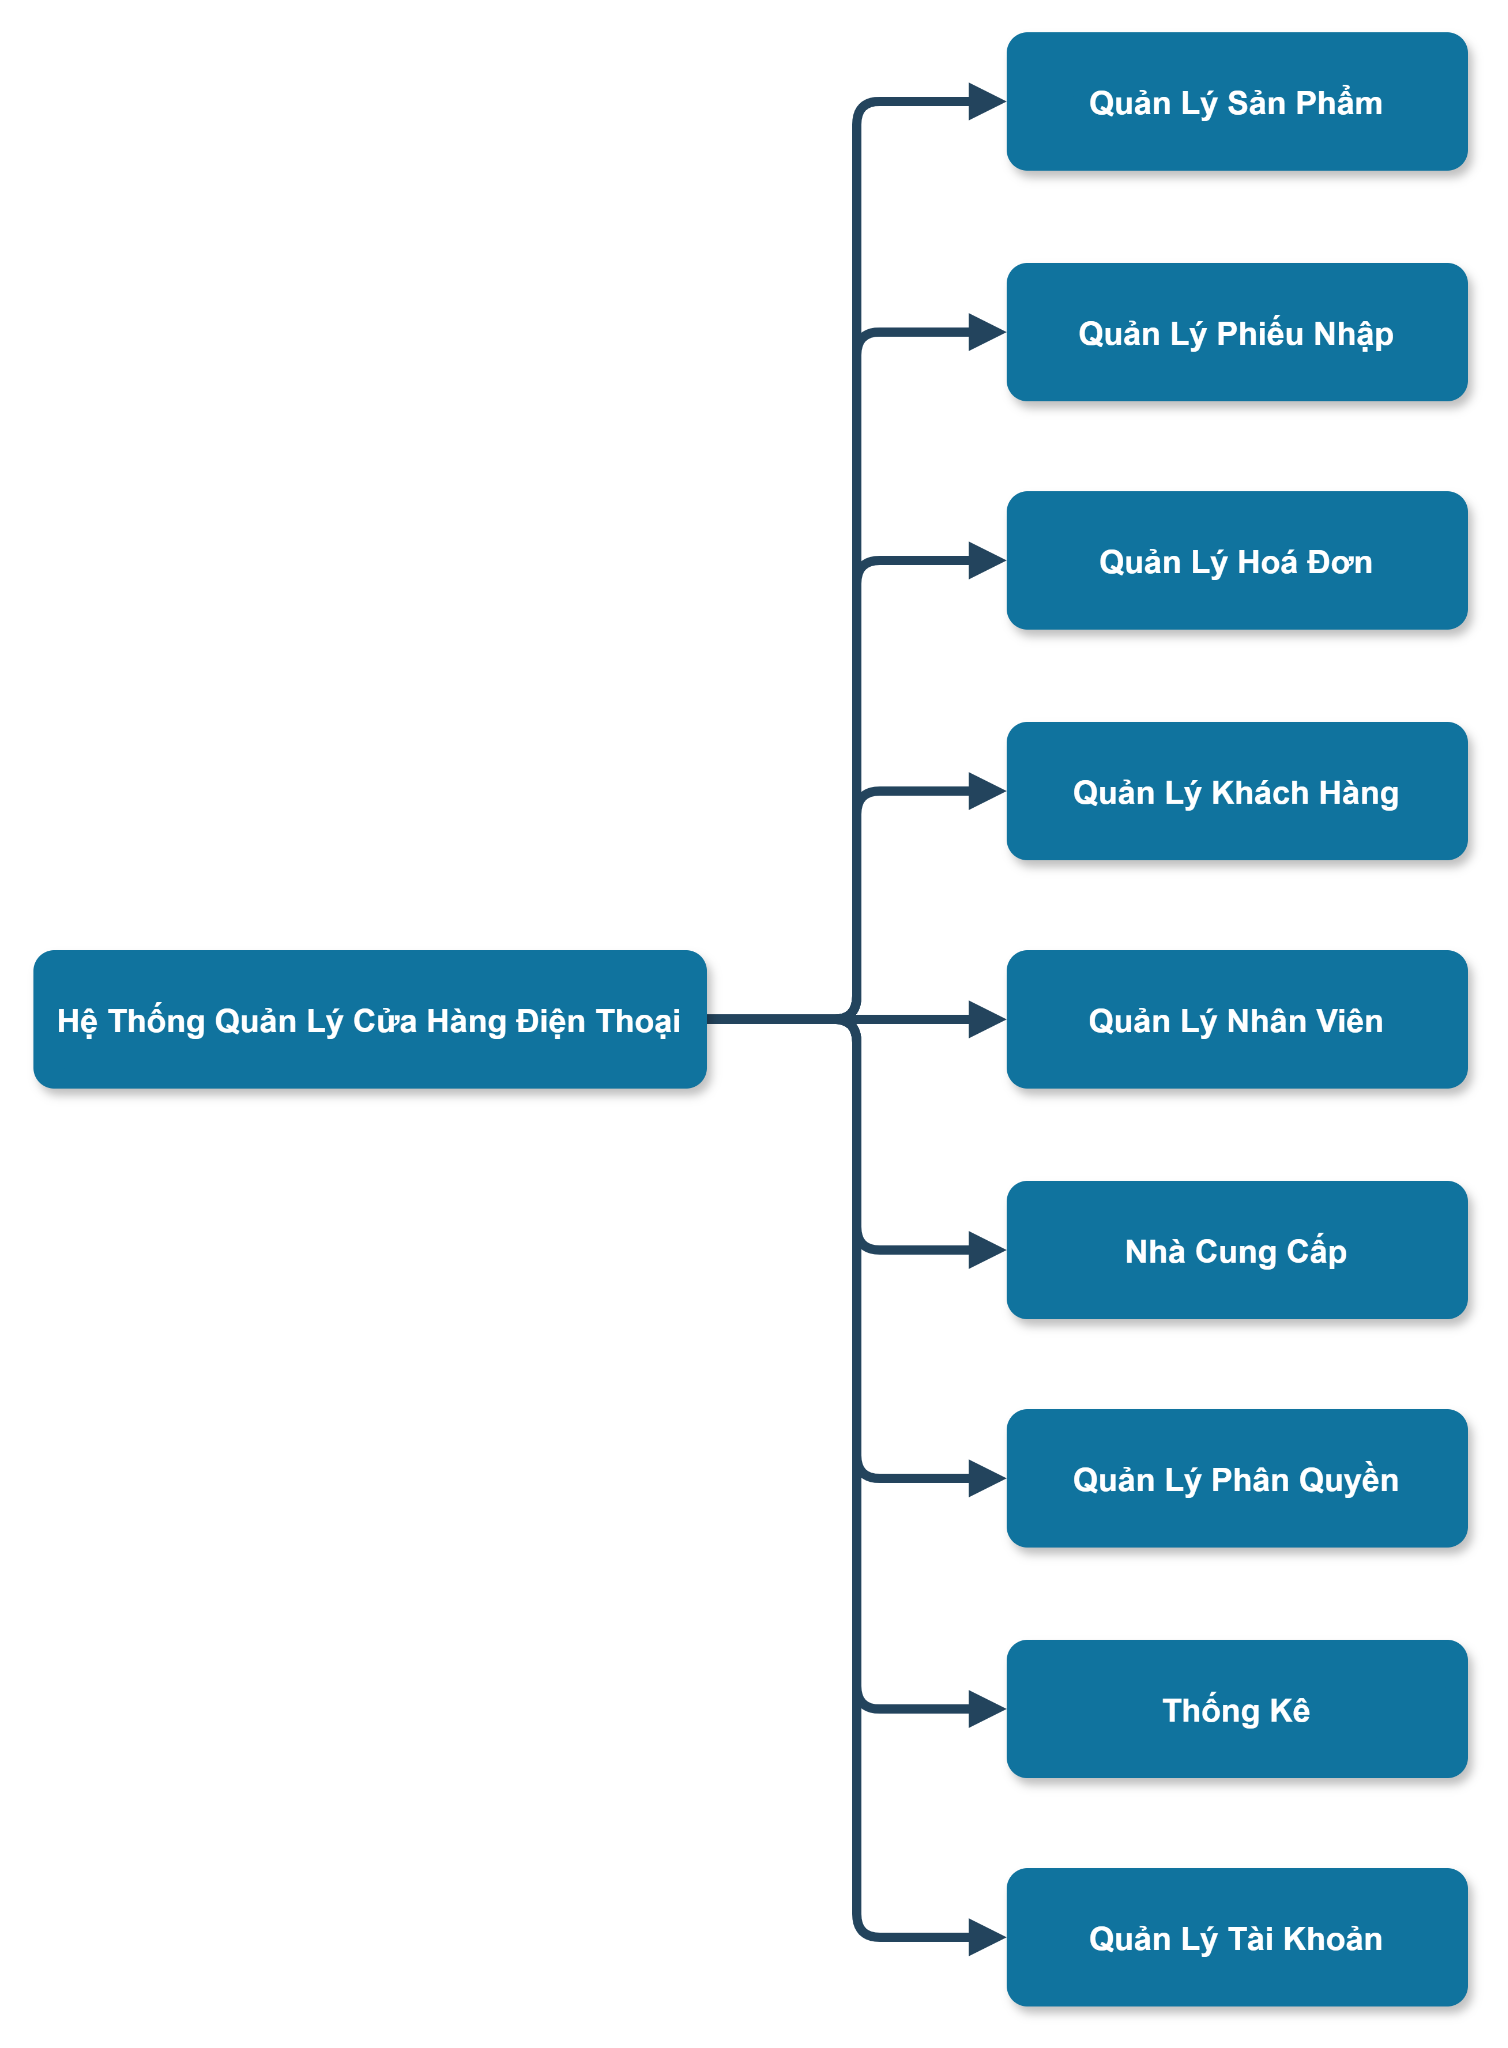 Quản Lý Sản Phẩm
Quản Lý Phiếu Nhập
Quản Lý Hoá Đơn
Quản Lý Khách Hàng
Hệ Thống Quản Lý Cửa Hàng Điện Thoại
Quản Lý Nhân Viên
Nhà Cung Cấp
Quản Lý Phân Quyền
Thống Kê
Quản Lý Tài Khoản